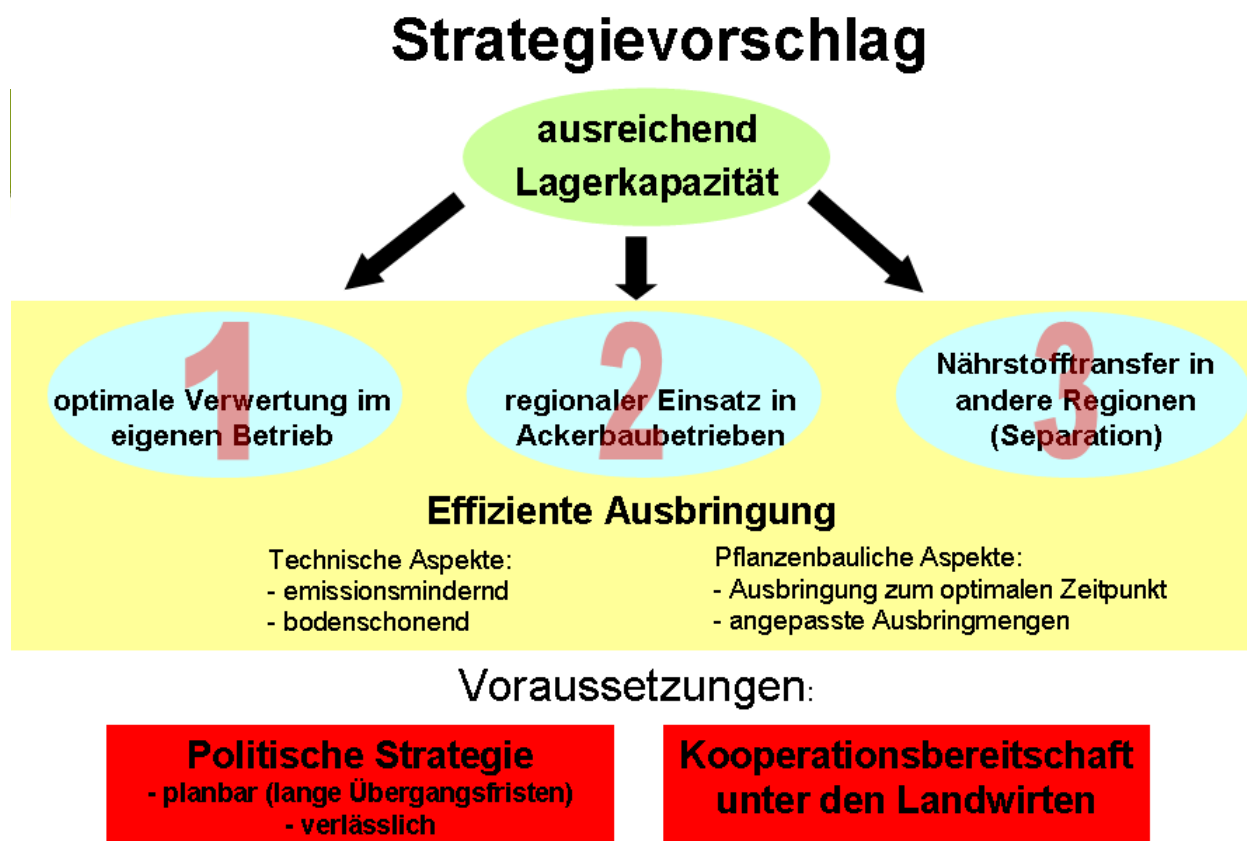 Strategievorschlag
ausreichend
Lagerkapazität
1
optimale Verwertung im
eigenen Betrieb
2
regionaler Einsatz in
Ackerbaubetrieben
3
Nährstofftransfer in
andere Regionen
(Separation)
Effiziente Ausbringung
Technische Aspekte:
- emissionsmindernd
- bodenschonend
Pflanzenbauliche Aspekte:
- Ausbringung zum optimalen Zeitpunkt
- angepasste Ausbringmengen
Voraussetzungen:
Politische Strategie
- planbar (lange Übergangsfristen)
- verlässlich
Kooperationsbereitschaft
unter den Landwirten